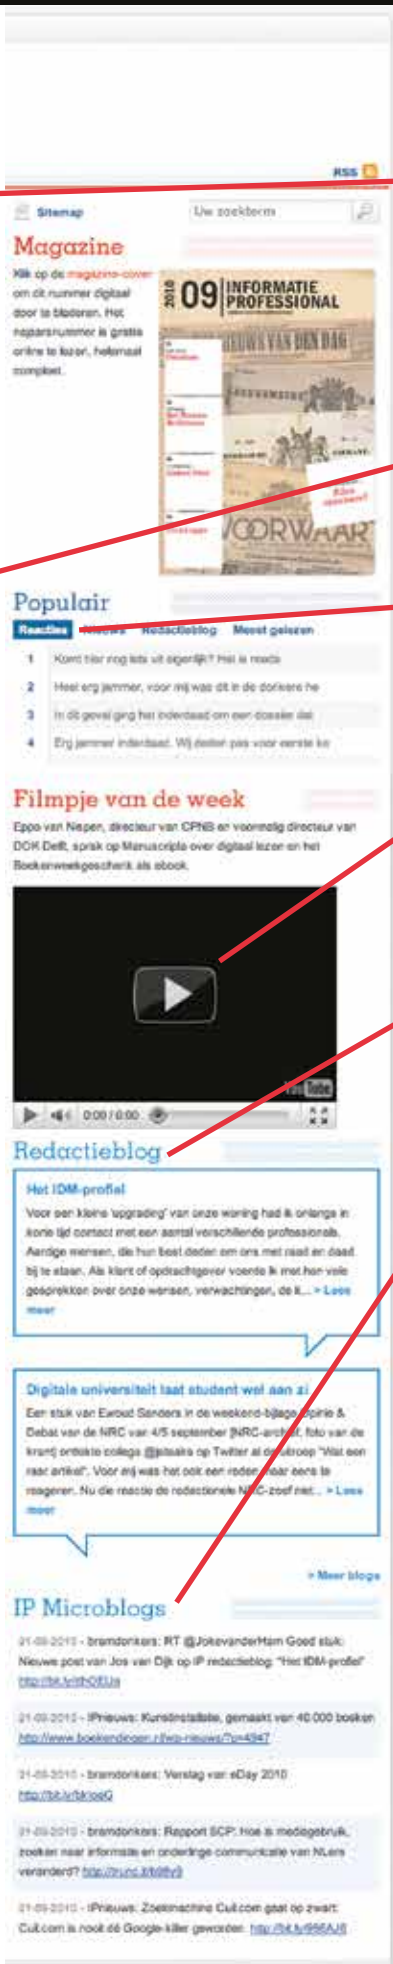 RSS
Sitemap
Uw zoekterm
Magazine
Klik op de magazine-cover
om dit nummer digitaal
door te bladeren. Het
najaarsnummer is gratis
online te lezen, helemaal
compleet.
2010 09 INFORMATIE
PROFESSIONAL
NIEUWS VAN DEN DAG
VOORWAAR
Populair
Reacties Nieuws Redactieblog Meest gelezen
1 Komt hier nog iets uit eigenlijk? Het is reeds
2 Heel erg jammer, voor mij was dit in de donkere he
3 In dit geval ging het inderdaad om een dossier dat
4 Erg jammer inderdaad. Wij deden pas voor eerste ke
Filmpje van de week
Eppo van Nispen, directeur van CPNB en voormalig directeur van
DOK Delft, sprak op Manuscripta over digitaal lezen en het
Boekenweekgeschenk als ebook.
You Tube
0:00 / 0:00
Redactieblog
Het IDM-profiel
Voor een kleine 'upgrading' van onze woning had ik onlangs in
korte tijd contact met een aantal verschillende professionals.
Aardige mensen, die hun best deden om ons met raad en daad
bij te staan. Als klant of opdrachtgever voerde ik met hen vele
gesprekken over onze wensen, verwachtingen, de k... » Lees
meer
Digitale universiteit laat student wel aan zi
Een stuk van Ewoud Sanders in de weekend-bijlage Opinie &
Debat van de NRC van 4/5 september [NRC-archief, foto van de
krant] ontlokte collega @jstaaks op Twitter al de uitroep "Wat een
raar artikel". Voor mij was het ook een reden maar eens te
reageren. Nu die reactie de redactionele NRC-zeef niet... » Lees
meer
» Meer blogs
IP Microblogs
21-09-2010 - bramdonkers: RT @JokevanderHam Goed stuk:
Nieuwe post van Jos van Dijk op IP redactieblog: "Het IDM-profiel"
21-09-2010 - IPnieuws: Kunstinstallatie, gemaakt van 40.000 boeken
21-09-2010 - bramdonkers: Verslag van eDay 2010
21-09-2010 - bramdonkers: Rapport SCP: Hoe is mediagebruik,
zoeken naar informatie en onderlinge communicatie van NLers
veranderd?
21-09-2010 - IPnieuws: Zoekmachine Cuil.com gaat op zwart:
Cuil.com is nooit dé Google-killer geworden.